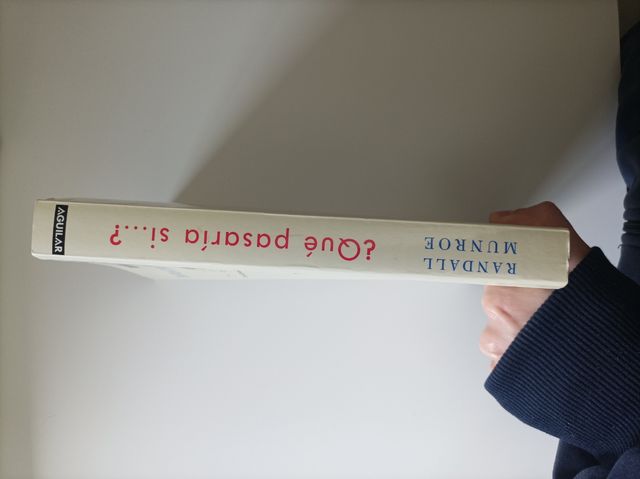 RANDALL
MUNROE
¿Qué pasaría si...?
AGUILAR